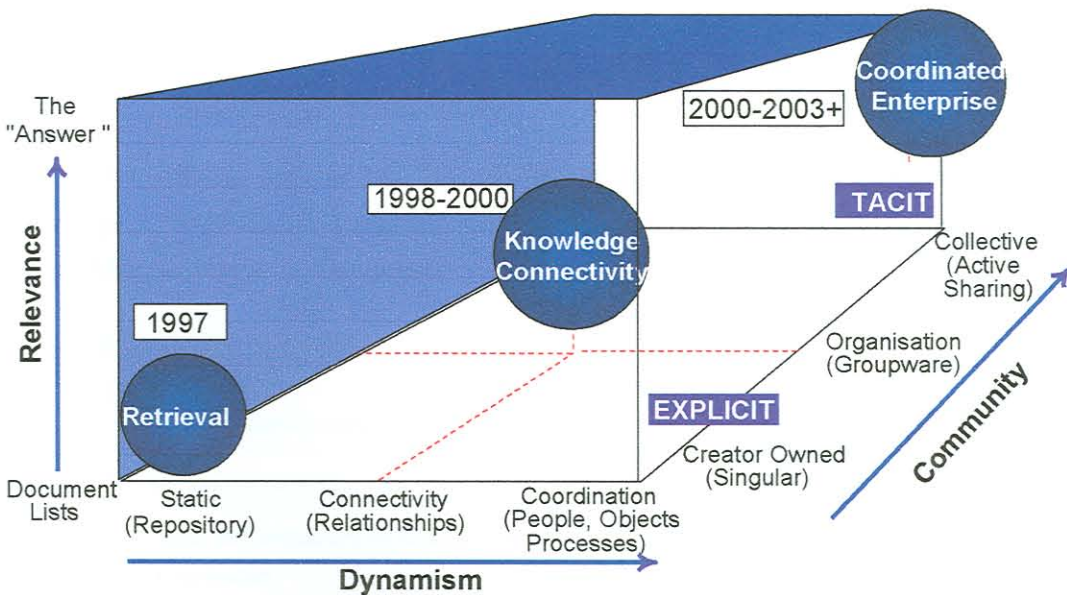 Coordinated
Enterprise
The
"Answer "
2000-2003+
1998-2000
TACIT
Knowledge
Connectivity
Relevance
Collective
(Active
Sharing)
1997
Organisation
(Groupware)
Retrieval
EXPLICIT
Community
Creator Owned
(Singular)
Document
Lists
Static
(Repository)
Connectivity
(Relationships)
Coordination
(People, Objects
Processes)
Dynamism